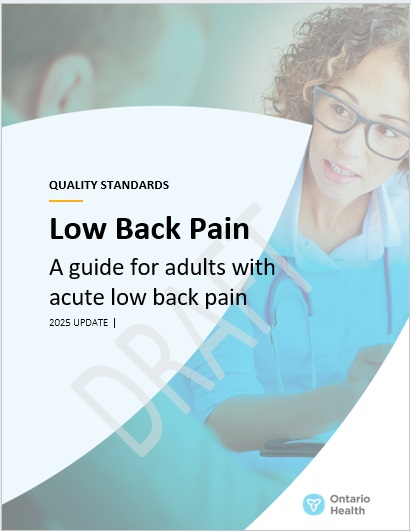 QUALITY STANDARDS
Low Back Pain
A guide for adults with
acute low back pain
2025 UPDATE |
DRAFT
Ontario
Health